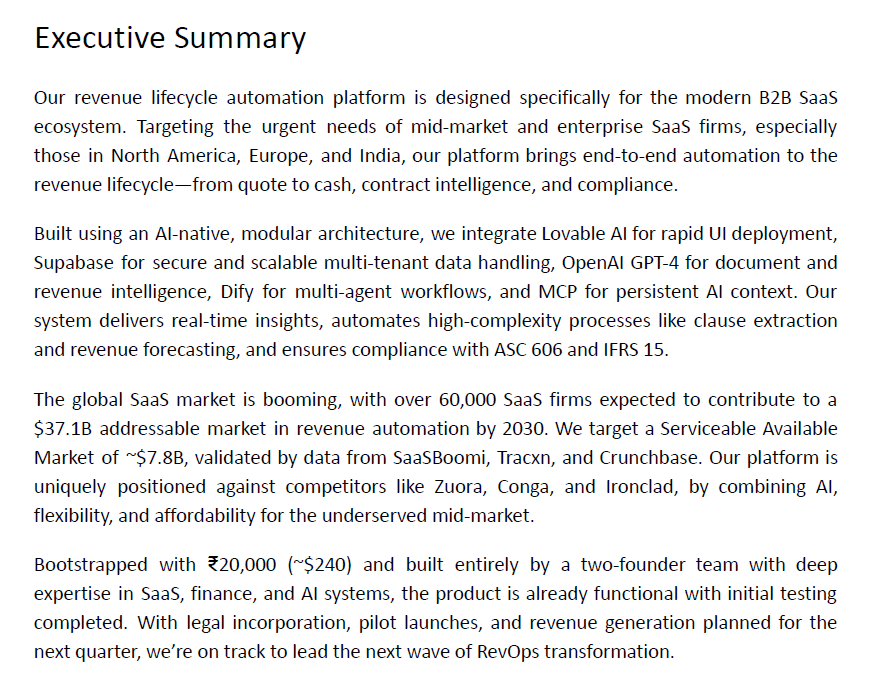 Executive Summary
Our revenue lifecycle automation platform is designed specifically for the modern B2B SaaS
ecosystem. Targeting the urgent needs of mid-market and enterprise SaaS firms, especially
those in North America, Europe, and India, our platform brings end-to-end automation to the
revenue lifecycle—from quote to cash, contract intelligence, and compliance.
Built using an AI-native, modular architecture, we integrate Lovable AI for rapid UI deployment,
Supabase for secure and scalable multi-tenant data handling, OpenAI GPT-4 for document and
revenue intelligence, Dify for multi-agent workflows, and MCP for persistent AI context. Our
system delivers real-time insights, automates high-complexity processes like clause extraction
and revenue forecasting, and ensures compliance with ASC 606 and IFRS 15.
The global SaaS market is booming, with over 60,000 SaaS firms expected to contribute to a
$37.1B addressable market in revenue automation by 2030. We target a Serviceable Available
Market of ~$7.8B, validated by data from SaaSBoomi, Tracxn, and Crunchbase. Our platform is
uniquely positioned against competitors like Zuora, Conga, and Ironclad, by combining AI,
flexibility, and affordability for the underserved mid-market.
Bootstrapped with ₹20,000 (~$240) and built entirely by a two-founder team with deep
expertise in SaaS, finance, and AI systems, the product is already functional with initial testing
completed. With legal incorporation, pilot launches, and revenue generation planned for the
next quarter, we’re on track to lead the next wave of RevOps transformation.